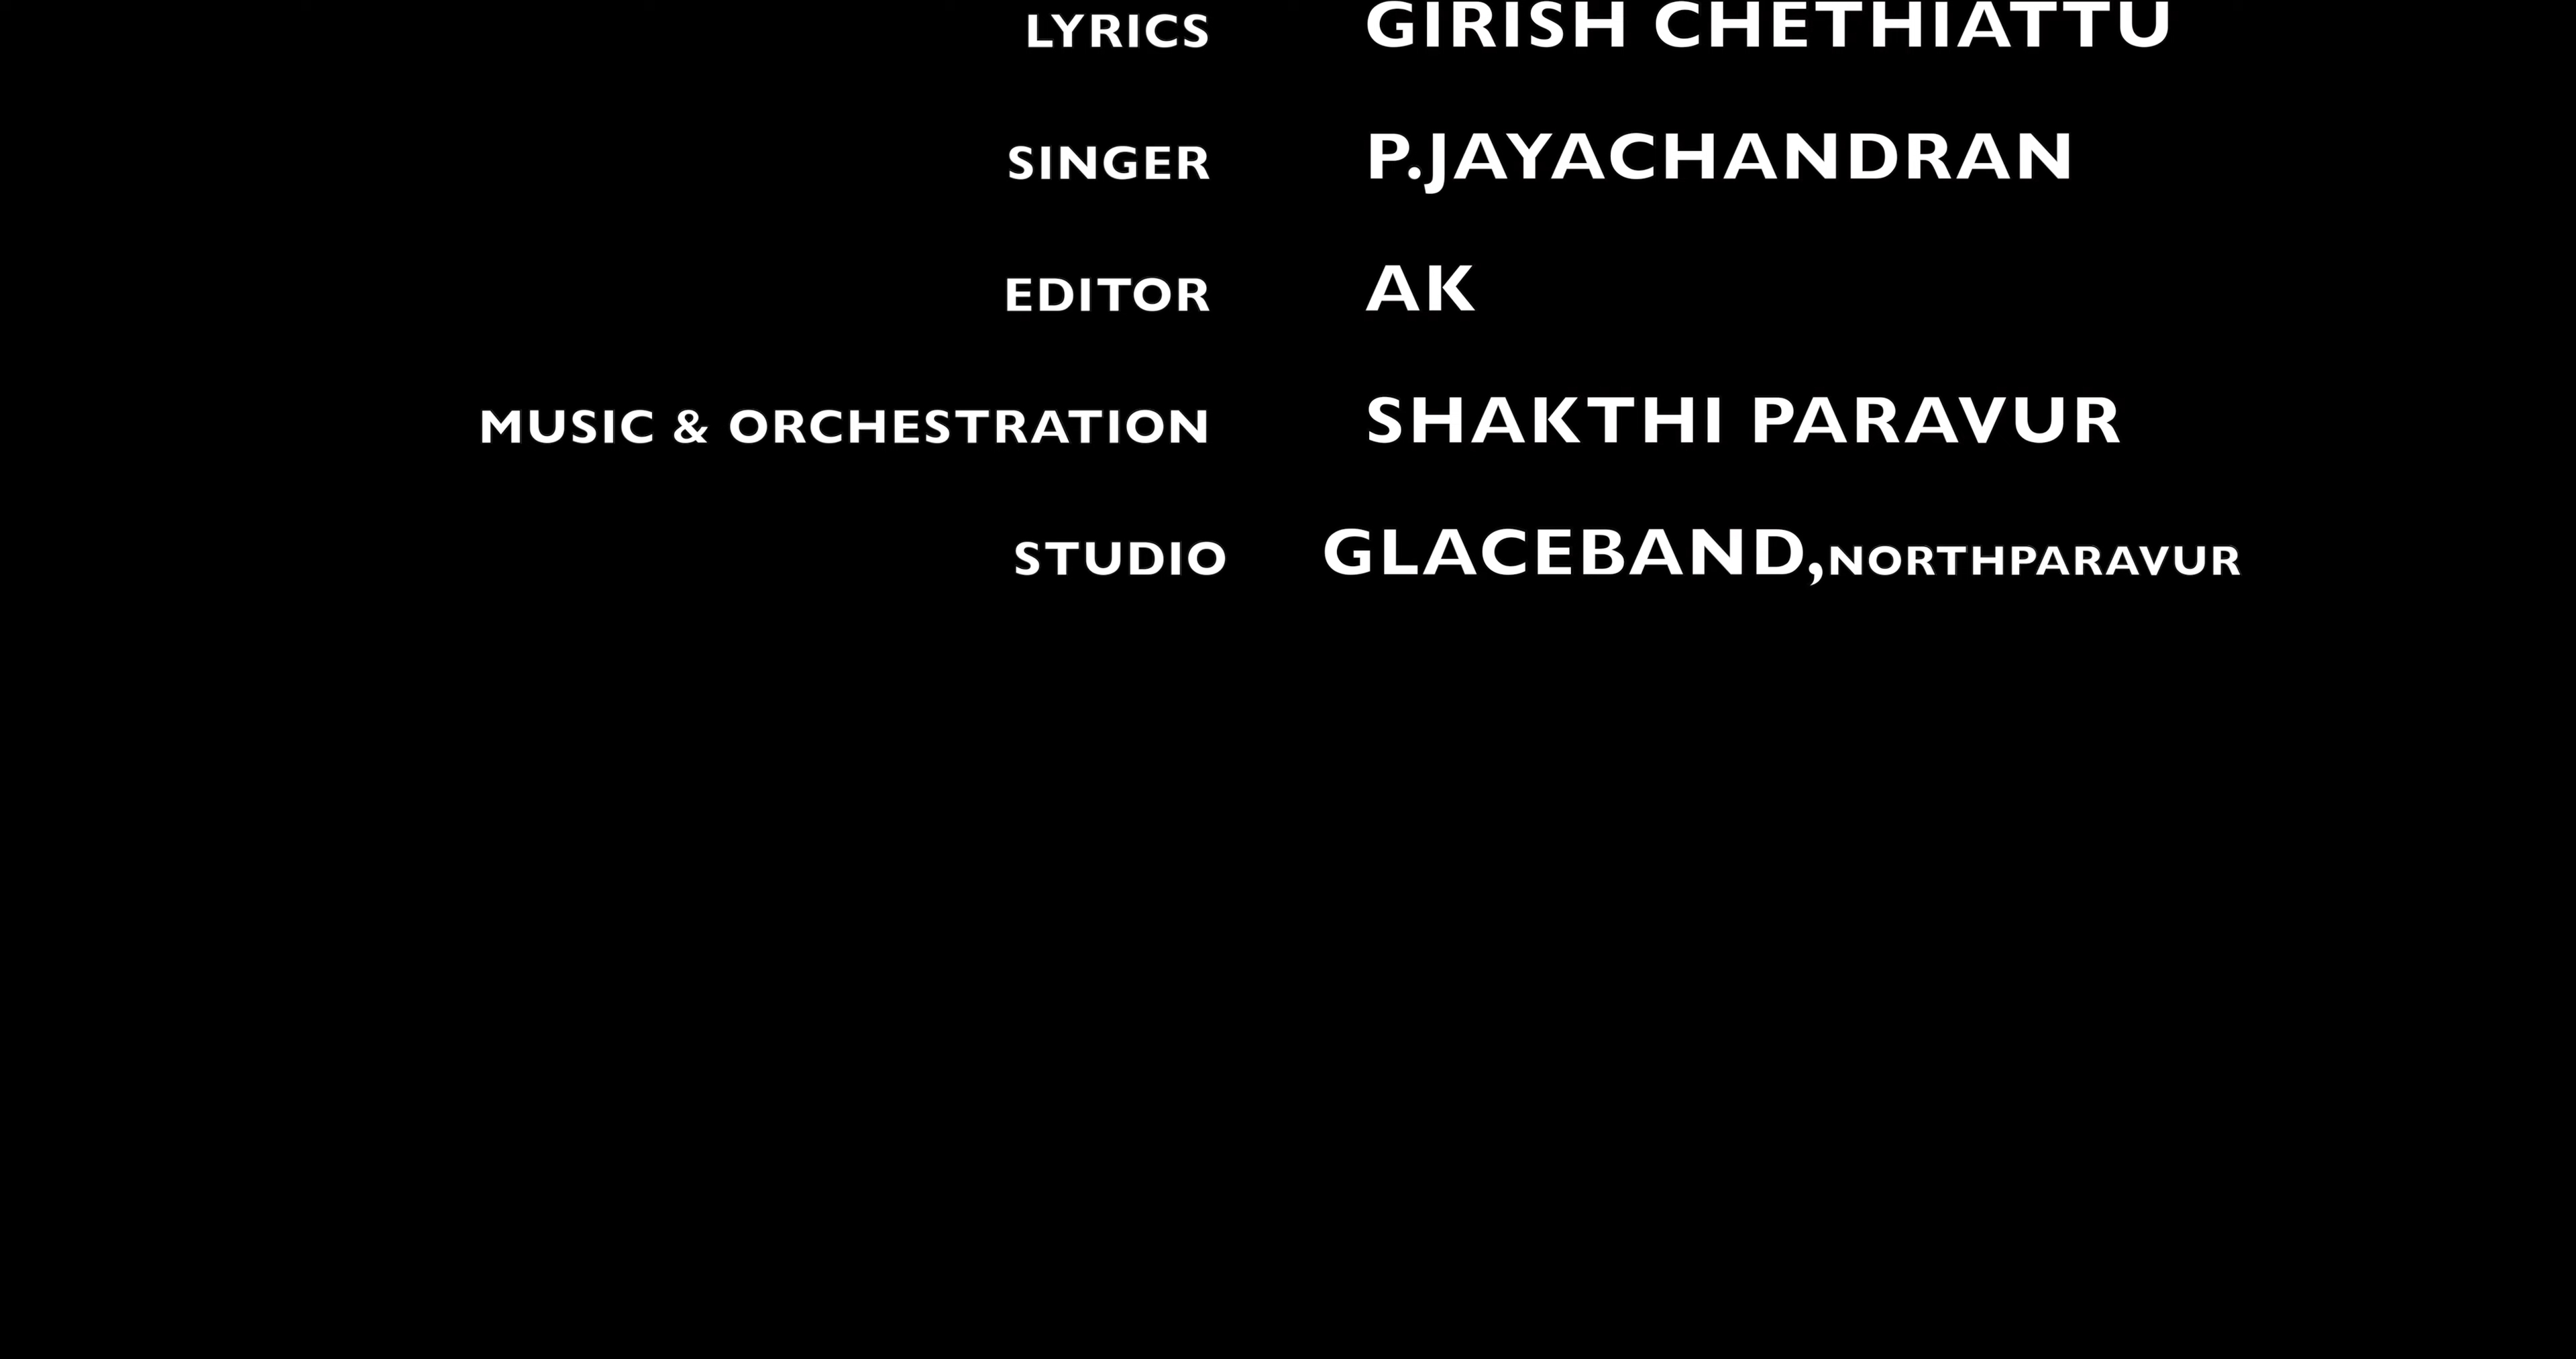 LYRICS GIRISH CHETHIATTU
SINGER P.JAYACHANDRAN
EDITOR AK
MUSIC & ORCHESTRATION SHAKTHI PARAVUR
STUDIO GLACEBAND,NORTHPARAVUR